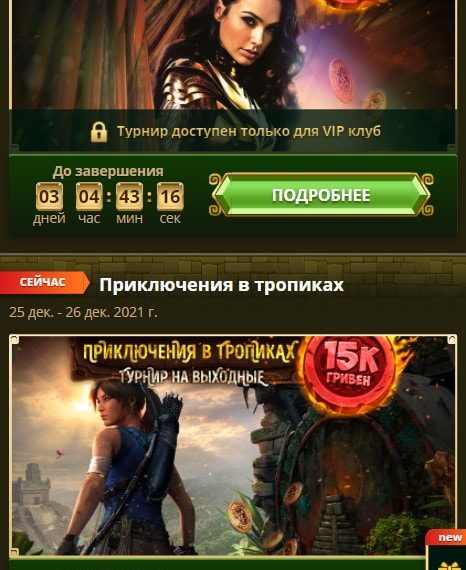 Турнир доступен только для VIP клуб
До завершения
03 : 04 : 43 : 16
дней час мин сек
ПОДРОБНЕЕ
СЕЙЧАС
Приключения в тропиках
25 дек. - 26 дек. 2021 г.
ПРИКЛЮЧЕНИЯ В ТРОПИКАХ
ТУРНИР НА ВЫХОДНЫЕ
15К
ГРИВЕН
new